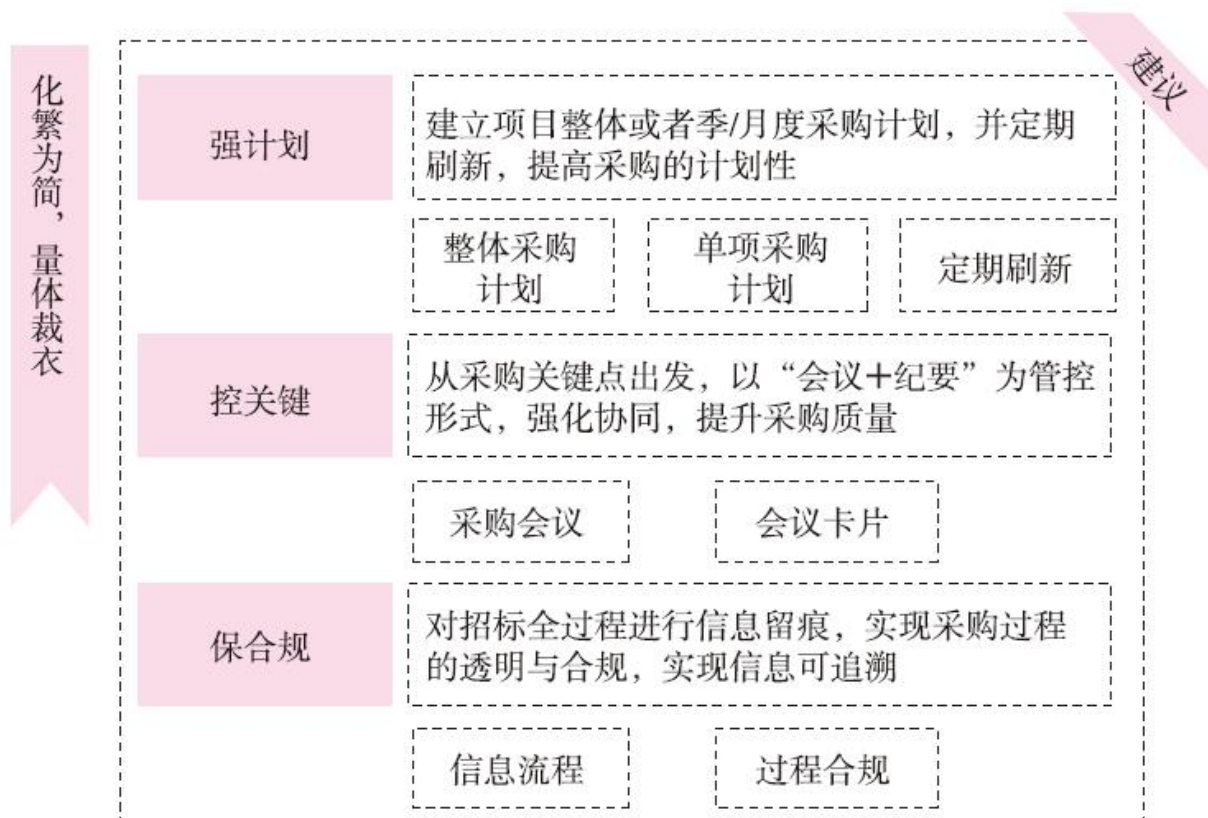 化繁为简，量体裁衣
建议
强计划
建立项目整体或者季/月度采购计划，并定期
刷新，提高采购的计划性
整体采购
计划
单项采购
计划
定期刷新
控关键
从采购关键点出发，以“会议+纪要”为管控
形式，强化协同，提升采购质量
采购会议
会议卡片
保合规
对招标全过程进行信息留痕，实现采购过程
的透明与合规，实现信息可追溯
信息流程
过程合规